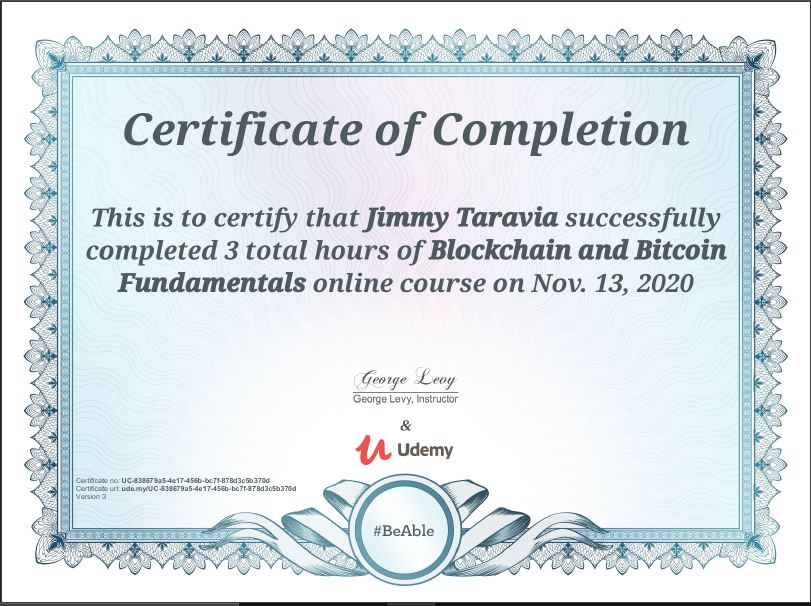 Certificate of Completion
This is to certify that Jimmy Taravia successfully
completed 3 total hours of Blockchain and Bitcoin
Fundamentals online course on Nov. 13, 2020
George Levy
George Levy, Instructor
&
Udemy
Certificate no: UC-838679a5-4e17-456b-bc7f-878d3c5b370d
Certificate url: ude.my/UC-838679a5-4e17-456b-bc7f-878d3c5b370d
Version 3
#BeAble